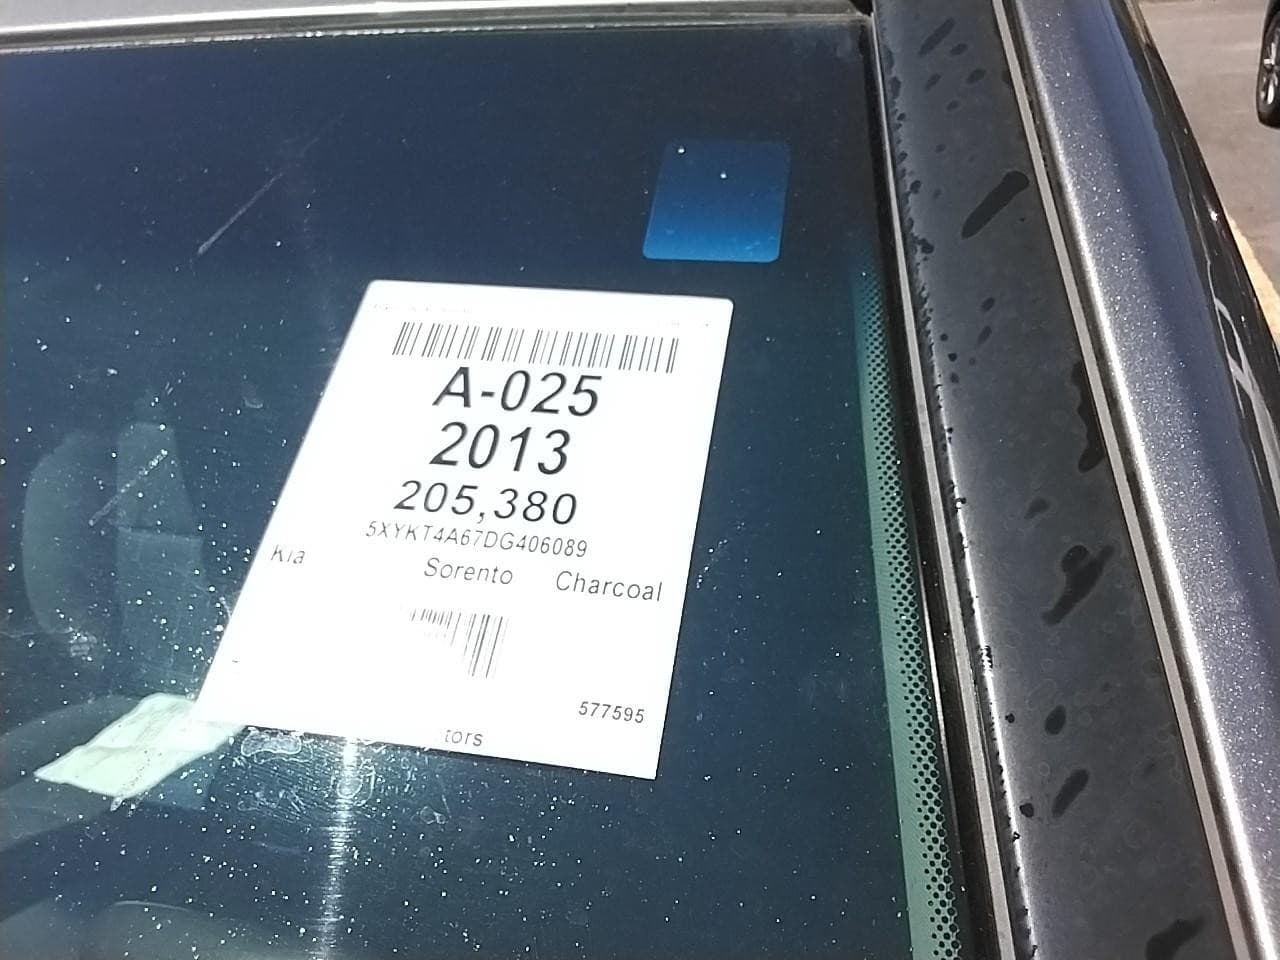 A-025
2013
205,380
5XYKT4A67DG406089
Kia Sorento Charcoal
577595
tors